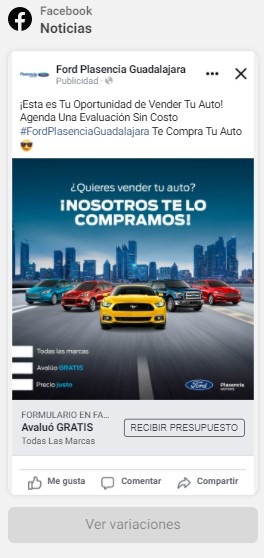 Facebook
Noticias
Ford Plasencia Guadalajara
Publicidad ·
¡Esta es Tu Oportunidad de Vender Tu Auto!
Agenda Una Evaluación Sin Costo
#FordPlasenciaGuadalajara Te Compra Tu Auto
¿Quieres vender tu auto?
¡NOSOTROS TE LO
COMPRAMOS!
Todas las marcas
Avalúo GRATIS
Precio justo
Ford
Plasencia
FORMULARIO EN FA...
Avaluó GRATIS
Todas Las Marcas
RECIBIR PRESUPUESTO
Me gusta
Comentar
Compartir
Ver variaciones